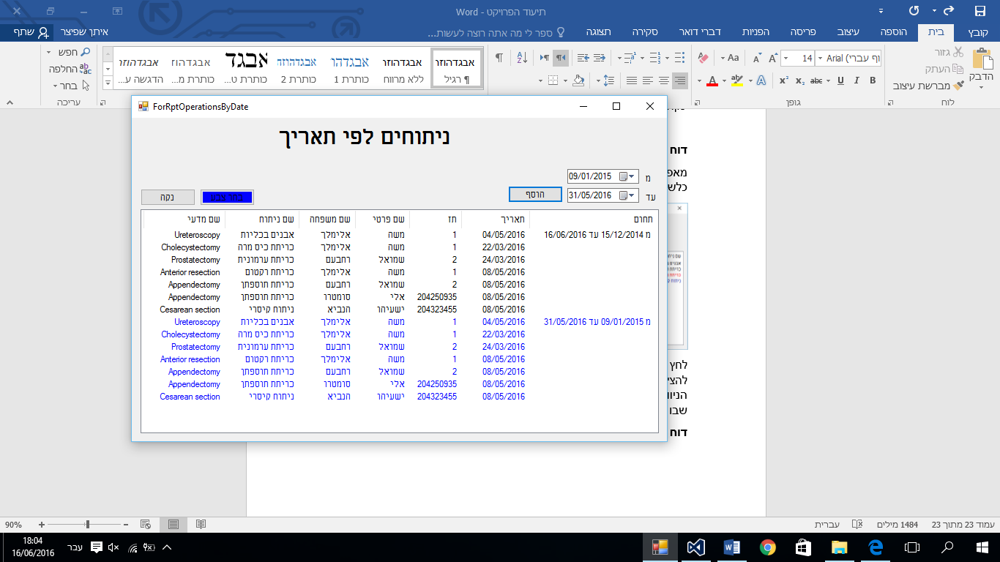 תיעוד הפרויקט - Word
קובץ בית הוספה עיצוב פריסה הפניות דברי דואר סקירה תצוגה ספר לי מה אתה רוצה לעשות... איתן שפיצר שתף
הדבק
גזור
העתק
מברשת עיצוב
לוח
Arial (גוף עברי) 14
גופן
אבגדהוזר ¶ רגיל
אבגדהוזר ללא מרווח
אבגדהו כותרת 1
אבגדהוזז כותרת 2
אבגד כותרת ט...
אבגדהוז כותרת מ...
אבגדהוזר הדגשה ע...
חפש
החלפה
בחר
עריכה
ForRptOperationsByDate
ניתוחים לפי תאריך
מ 09/01/2015
עד 31/05/2016
הוסף
בחר צבע
נקה
תחום תאריך תז שם פרטי שם משפחה שם ניתוח שם מדעי
מ 15/12/2014 עד 16/06/2016 04/05/2016 1 משה אלימלך אבנים בכליות Ureteroscopy
22/03/2016 1 משה אלימלך כריתת כיס מרה Cholecystectomy
24/03/2016 2 שמואל רחבעם כריתת ערמונית Prostatectomy
08/05/2016 1 משה אלימלך כריתת רקטום Anterior resection
08/05/2016 2 שמואל רחבעם כריתת תוספתן Appendectomy
08/05/2016 204250935 אלי סומטרו כריתת תוספתן Appendectomy
08/05/2016 204323455 ישעיהו הנביא ניתוח קיסרי Cesarean section
מ 09/01/2015 עד 31/05/2016 04/05/2016 1 משה אלימלך אבנים בכליות Ureteroscopy
22/03/2016 1 משה אלימלך כריתת כיס מרה Cholecystectomy
24/03/2016 2 שמואל רחבעם כריתת ערמונית Prostatectomy
08/05/2016 1 משה אלימלך כריתת רקטום Anterior resection
08/05/2016 2 שמואל רחבעם כריתת תוספתן Appendectomy
08/05/2016 204250935 אלי סומטרו כריתת תוספתן Appendectomy
08/05/2016 204323455 ישעיהו הנביא ניתוח קיסרי Cesarean section
דוח
מאפ
כלש
לחץ
להצי
הניוו
שבו
דוח
עמוד 23 מתוך 23 1484 מילים עברית 90%
עבר 18:04
16/06/2016